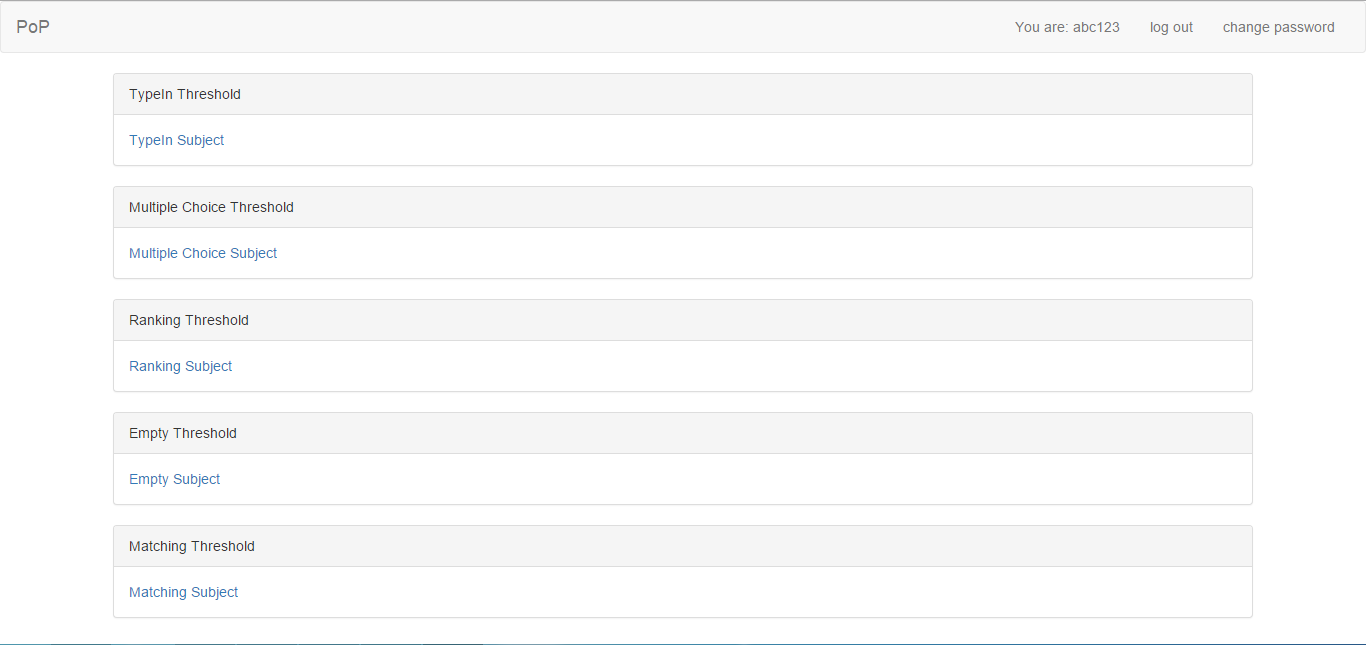 PoP
You are: abc123 log out change password
TypeIn Threshold
TypeIn Subject
Multiple Choice Threshold
Multiple Choice Subject
Ranking Threshold
Ranking Subject
Empty Threshold
Empty Subject
Matching Threshold
Matching Subject